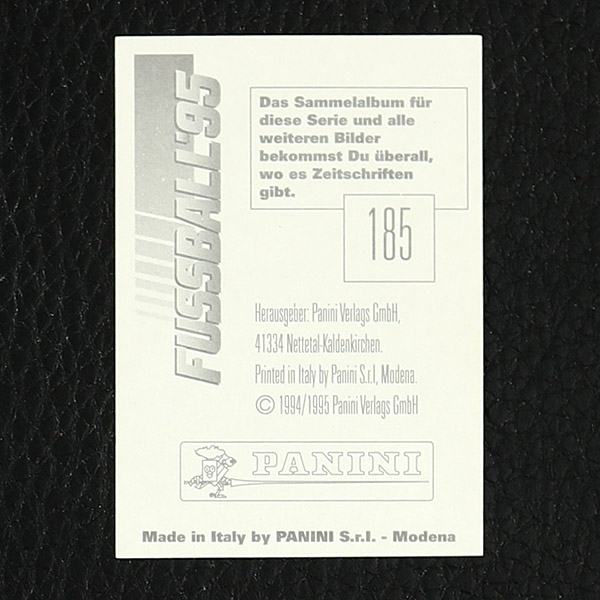 FUSSBALL'95
Das Sammelalbum für
diese Serie und alle
weiteren Bilder
bekommst Du überall,
wo es Zeitschriften
gibt.
185
Herausgeber: Panini Verlags GmbH,
41334 Nettetal-Kaldenkirchen.
Printed in Italy by Panini S.r.l, Modena.
© 1994/1995 Panini Verlags GmbH
PANINI
Made in Italy by PANINI S.r.l. - Modena